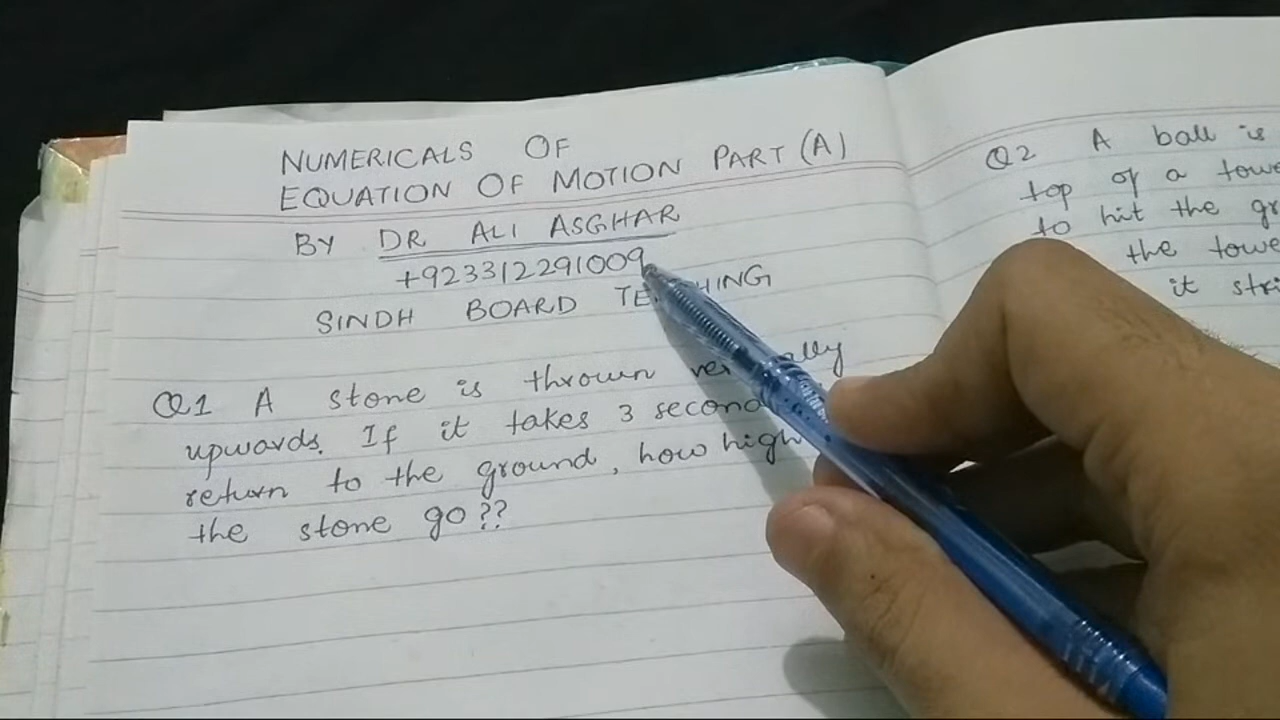 NUMERICALS OF
EQUATION OF MOTION PART (A)
BY DR ALI ASGHAR
+923312291009
SINDH BOARD
Q1 A stone is thrown
upwards. If it takes 3 second
return to the ground, how high
the stone go??
Q2 A ball is
top of a
to hit the
the
it